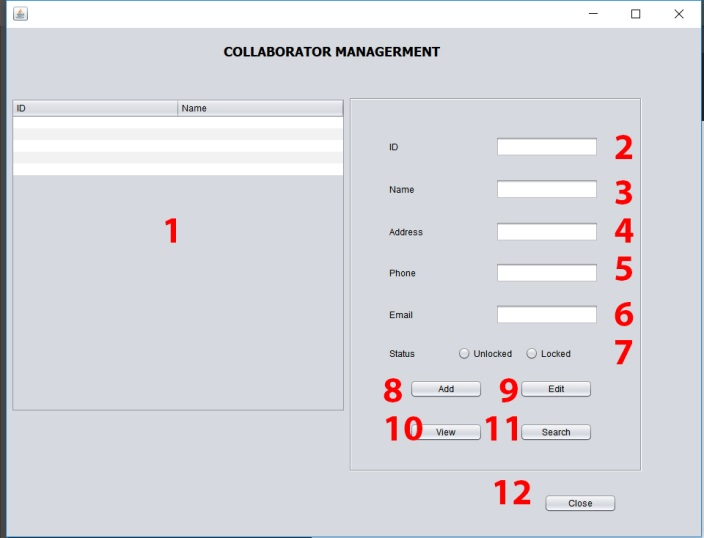 COLLABORATOR MANAGERMENT
ID Name
1
ID 2
Name 3
Address 4
Phone 5
Email 6
Status Unlocked Locked 7
8 Add 9 Edit
10 View 11 Search
12 Close